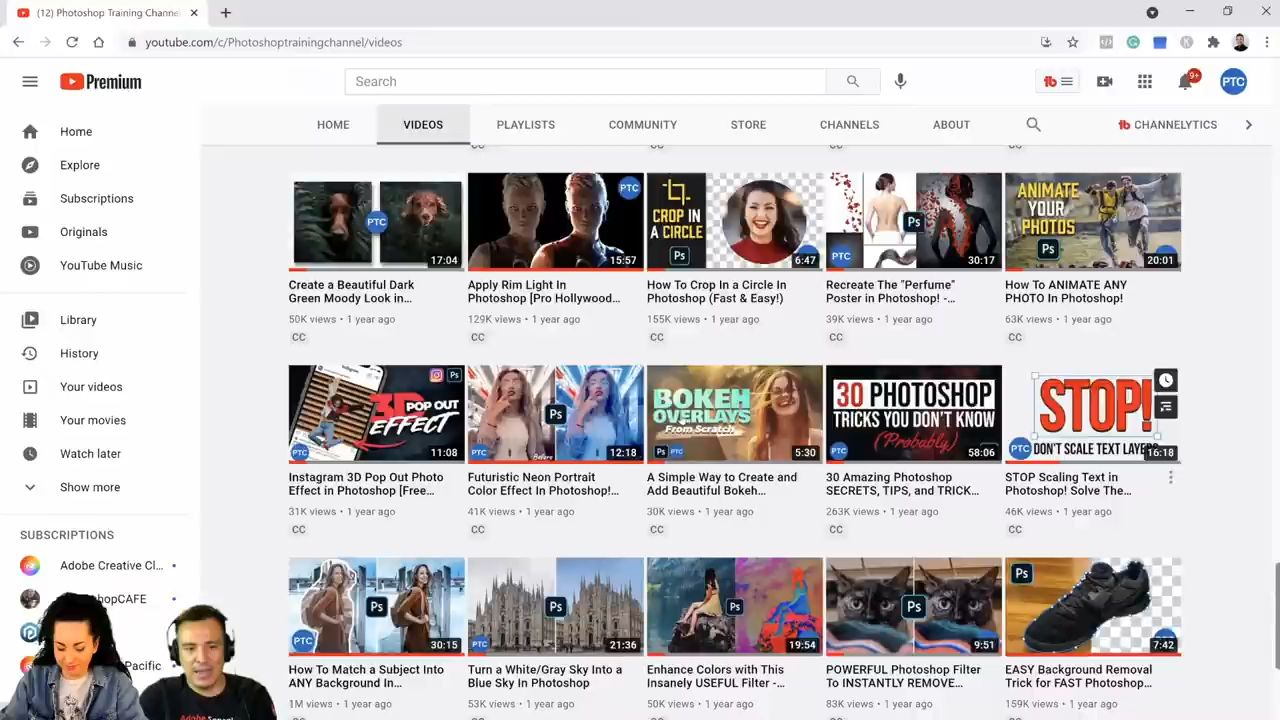 (12) Photoshop Training Channe
youtube.com/c/Photoshoptrainingchannel/videos
Premium
Search
9+
PTC
HOME
VIDEOS
PLAYLISTS
COMMUNITY
STORE
CHANNELS
ABOUT
CHANNELYTICS
Home
Explore
Subscriptions
Originals
YouTube Music
Library
History
Your videos
Your movies
Watch later
Show more
SUBSCRIPTIONS
Adobe Creative Cl...
hopCAFE
Pacific
PTC
17:04
PTC
15:57
CROP IN
A CIRCLE
Ps
6:47
PTC
Ps
30:17
ANIMATE
YOUR
PHOTOS
Ps
20:01
Create a Beautiful Dark
Green Moody Look in...
50K views • 1 year ago
CC
Apply Rim Light In
Photoshop [Pro Hollywood...
129K views • 1 year ago
CC
How To Crop In a Circle In
Photoshop (Fast & Easy!)
155K views • 1 year ago
CC
Recreate The "Perfume"
Poster in Photoshop! -...
39K views • 1 year ago
CC
How To ANIMATE ANY
PHOTO In Photoshop!
63K views • 1 year ago
CC
Ps
3D POP OUT
EFFECT
PTC
11:08
Ps
PTC
Before
12:18
BOKEH
OVERLAYS
From Scratch
Ps
PTC
5:30
30 PHOTOSHOP
TRICKS YOU DON'T KNOW
(Probably)
PTC
58:06
STOP!
PTC
DON'T SCALE TEXT LAYERS
16:18
Instagram 3D Pop Out Photo
Effect in Photoshop [Free...
31K views • 1 year ago
CC
Futuristic Neon Portrait
Color Effect In Photoshop!...
41K views • 1 year ago
CC
A Simple Way to Create and
Add Beautiful Bokeh...
30K views • 1 year ago
CC
30 Amazing Photoshop
SECRETS, TIPS, and TRICK...
263K views • 1 year ago
CC
STOP Scaling Text in
Photoshop! Solve The...
46K views • 1 year ago
CC
Ps
PTC
30:15
Ps
PTC
21:36
Ps
19:54
Ps
9:51
Ps
7:42
How To Match a Subject Into
ANY Background In...
1M views • 1 year ago
Turn a White/Gray Sky Into a
Blue Sky In Photoshop
53K views • 1 year ago
Enhance Colors with This
Insanely USEFUL Filter -...
50K views • 1 year ago
POWERFUL Photoshop Filter
To INSTANTLY REMOVE...
83K views • 1 year ago
EASY Background Removal
Trick for FAST Photoshop...
159K views • 1 year ago